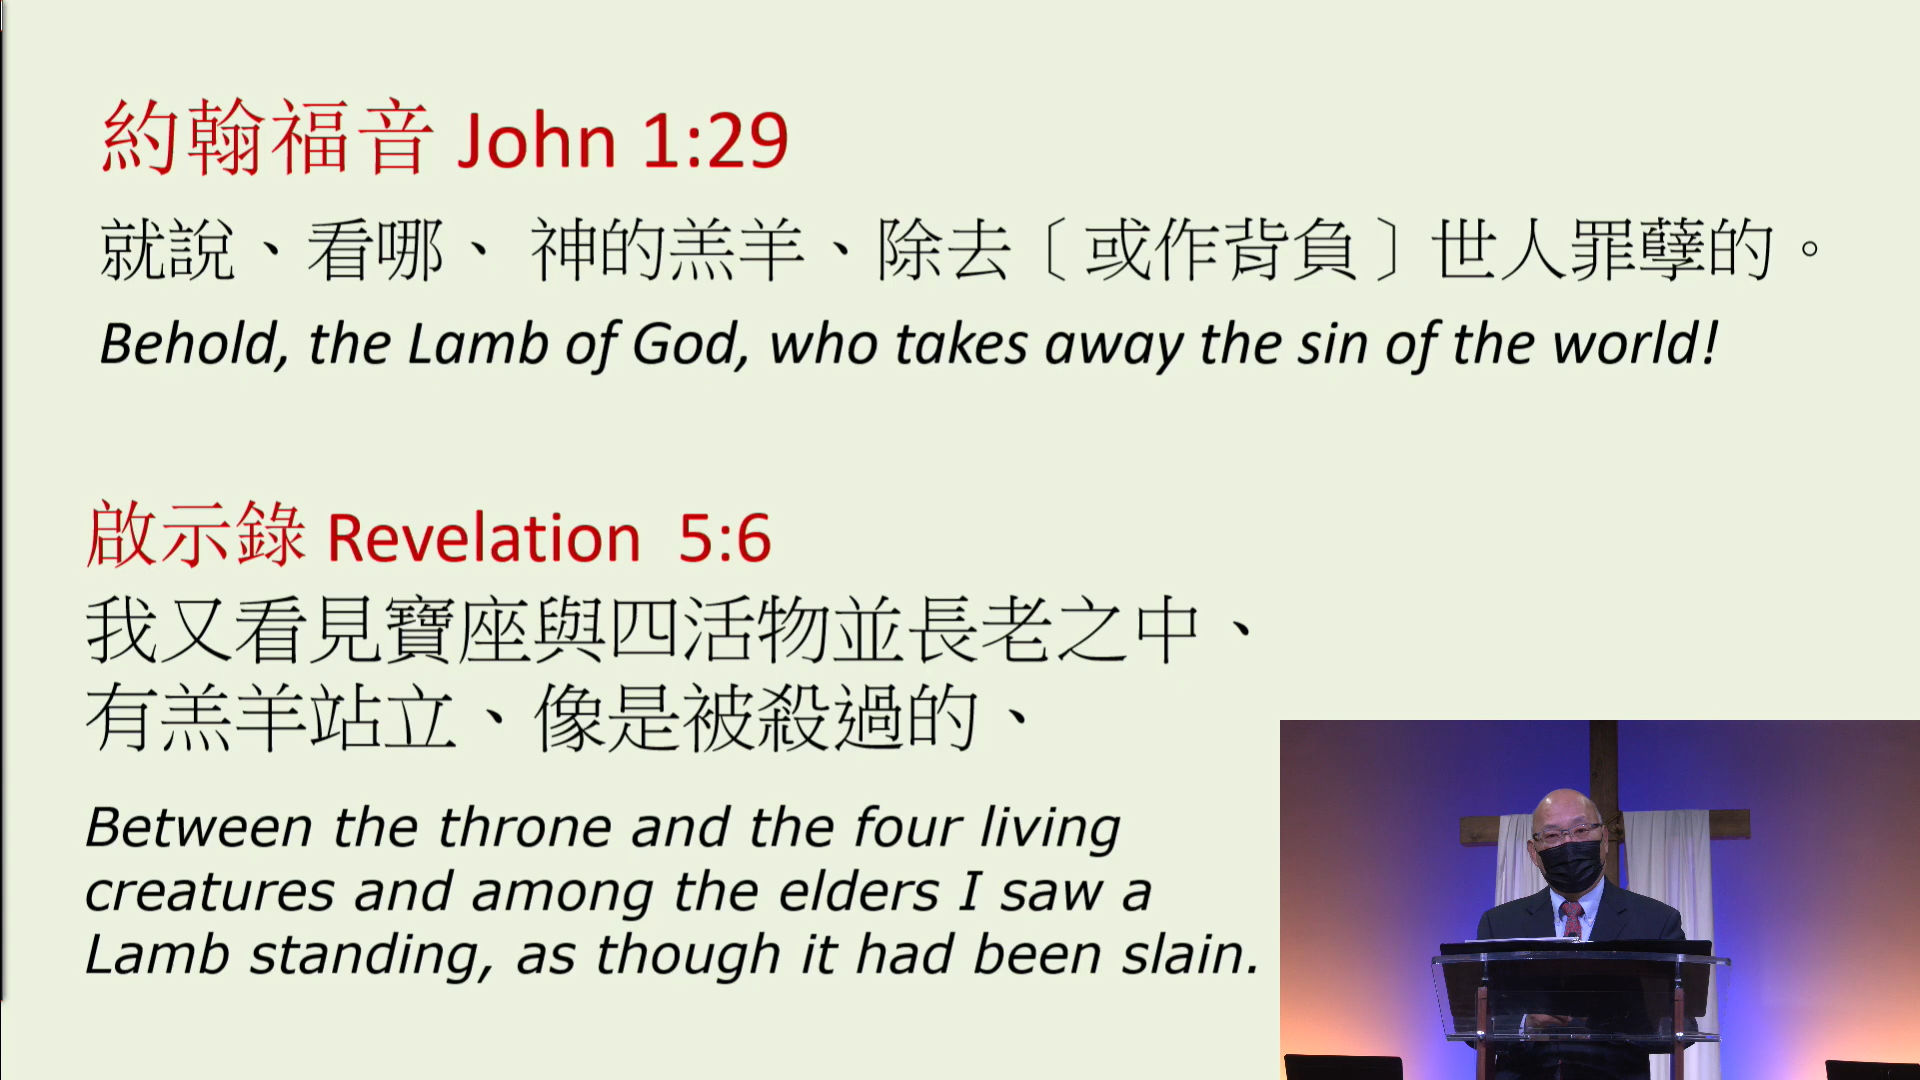 約翰福音 John 1:29
就說、看哪、 神的羔羊、除去〔或作背負〕世人罪孽的。
Behold, the Lamb of God, who takes away the sin of the world!
啟示錄 Revelation 5:6
我又看見寶座與四活物並長老之中、
有羔羊站立、像是被殺過的、
Between the throne and the four living
creatures and among the elders I saw a
Lamb standing, as though it had been slain.